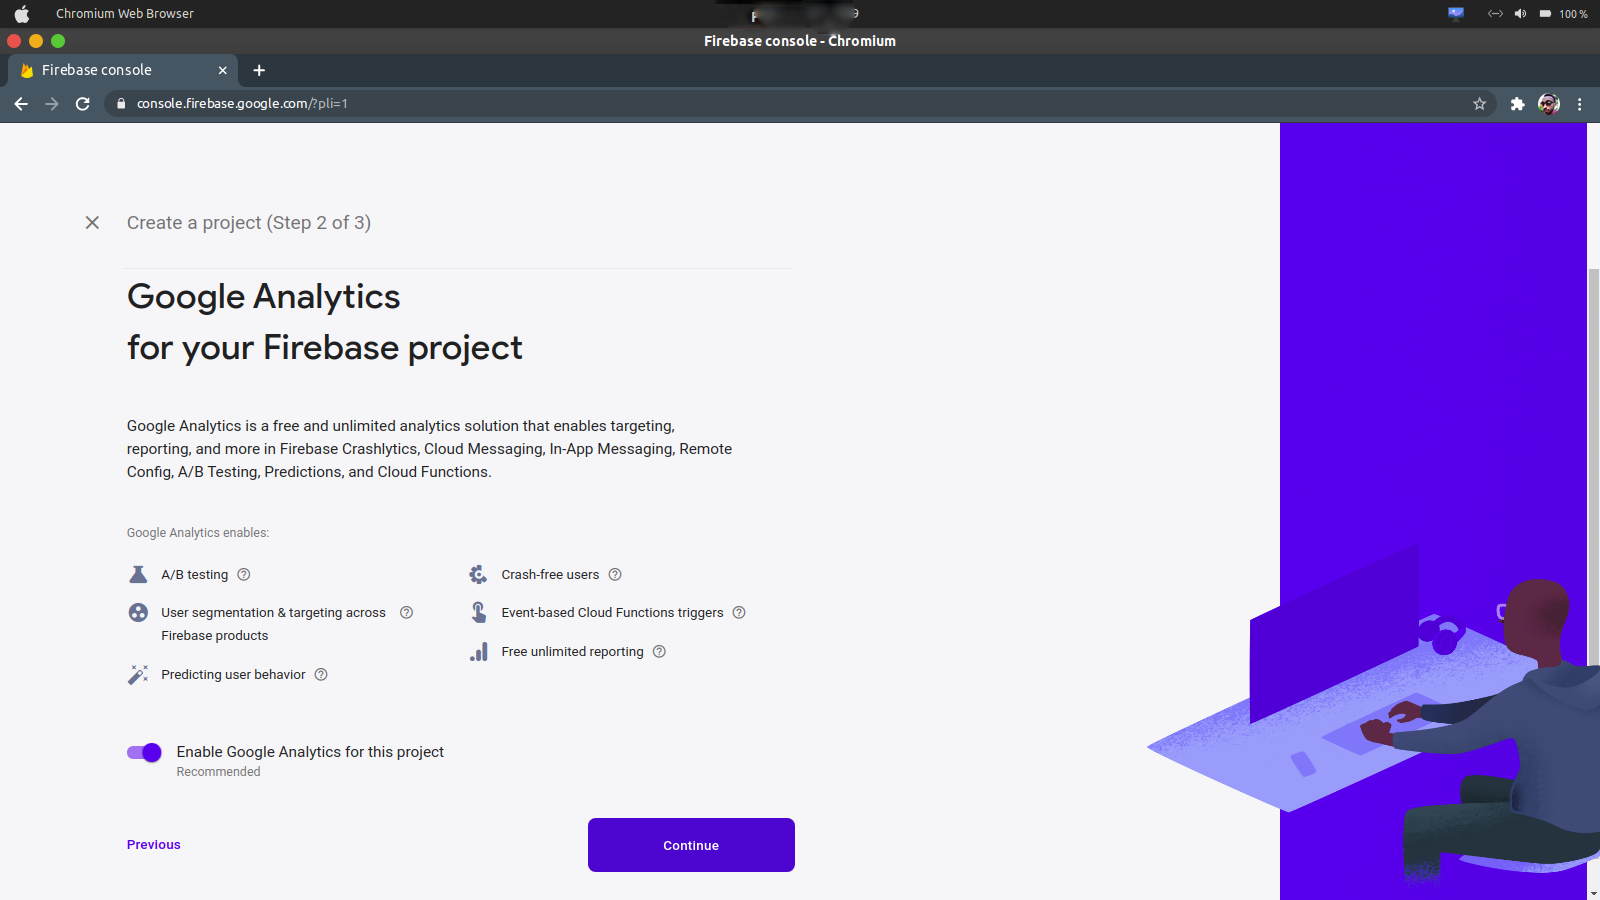 Chromium Web Browser
100 %
Firebase console - Chromium
Firebase console
console.firebase.google.com/?pli=1
Create a project (Step 2 of 3)
Google Analytics
for your Firebase project
Google Analytics is a free and unlimited analytics solution that enables targeting,
reporting, and more in Firebase Crashlytics, Cloud Messaging, In-App Messaging, Remote
Config, A/B Testing, Predictions, and Cloud Functions.
Google Analytics enables:
A/B testing
Crash-free users
User segmentation & targeting across
Firebase products
Event-based Cloud Functions triggers
Free unlimited reporting
Predicting user behavior
Enable Google Analytics for this project
Recommended
Previous
Continue